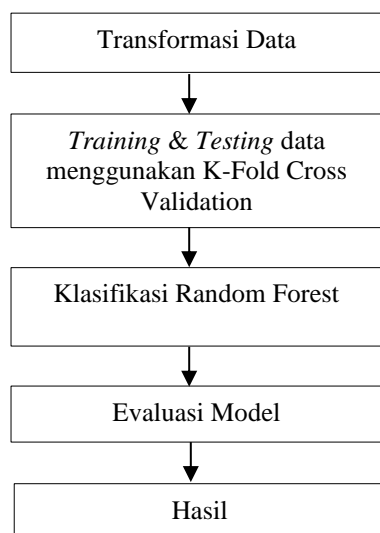 Transformasi Data
Training & Testing data
menggunakan K-Fold Cross
Validation
Klasifikasi Random Forest
Evaluasi Model
Hasil